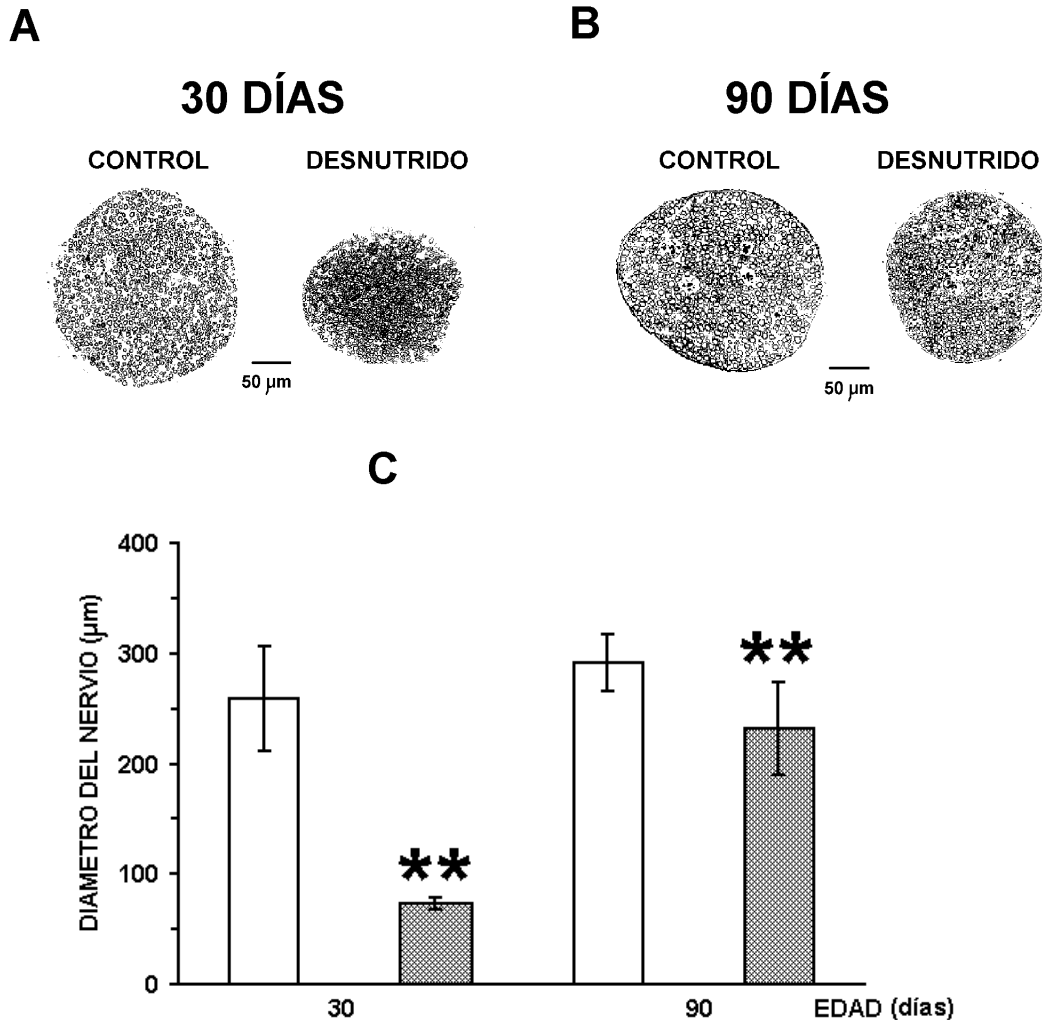 A
B
30 DÍAS
90 DÍAS
CONTROL
DESNUTRIDO
CONTROL
DESNUTRIDO
50 µm
50 µm
C
DIAMETRO DEL NERVIO (µm)
400
300
200
100
0
**
**
30
90
EDAD (días)